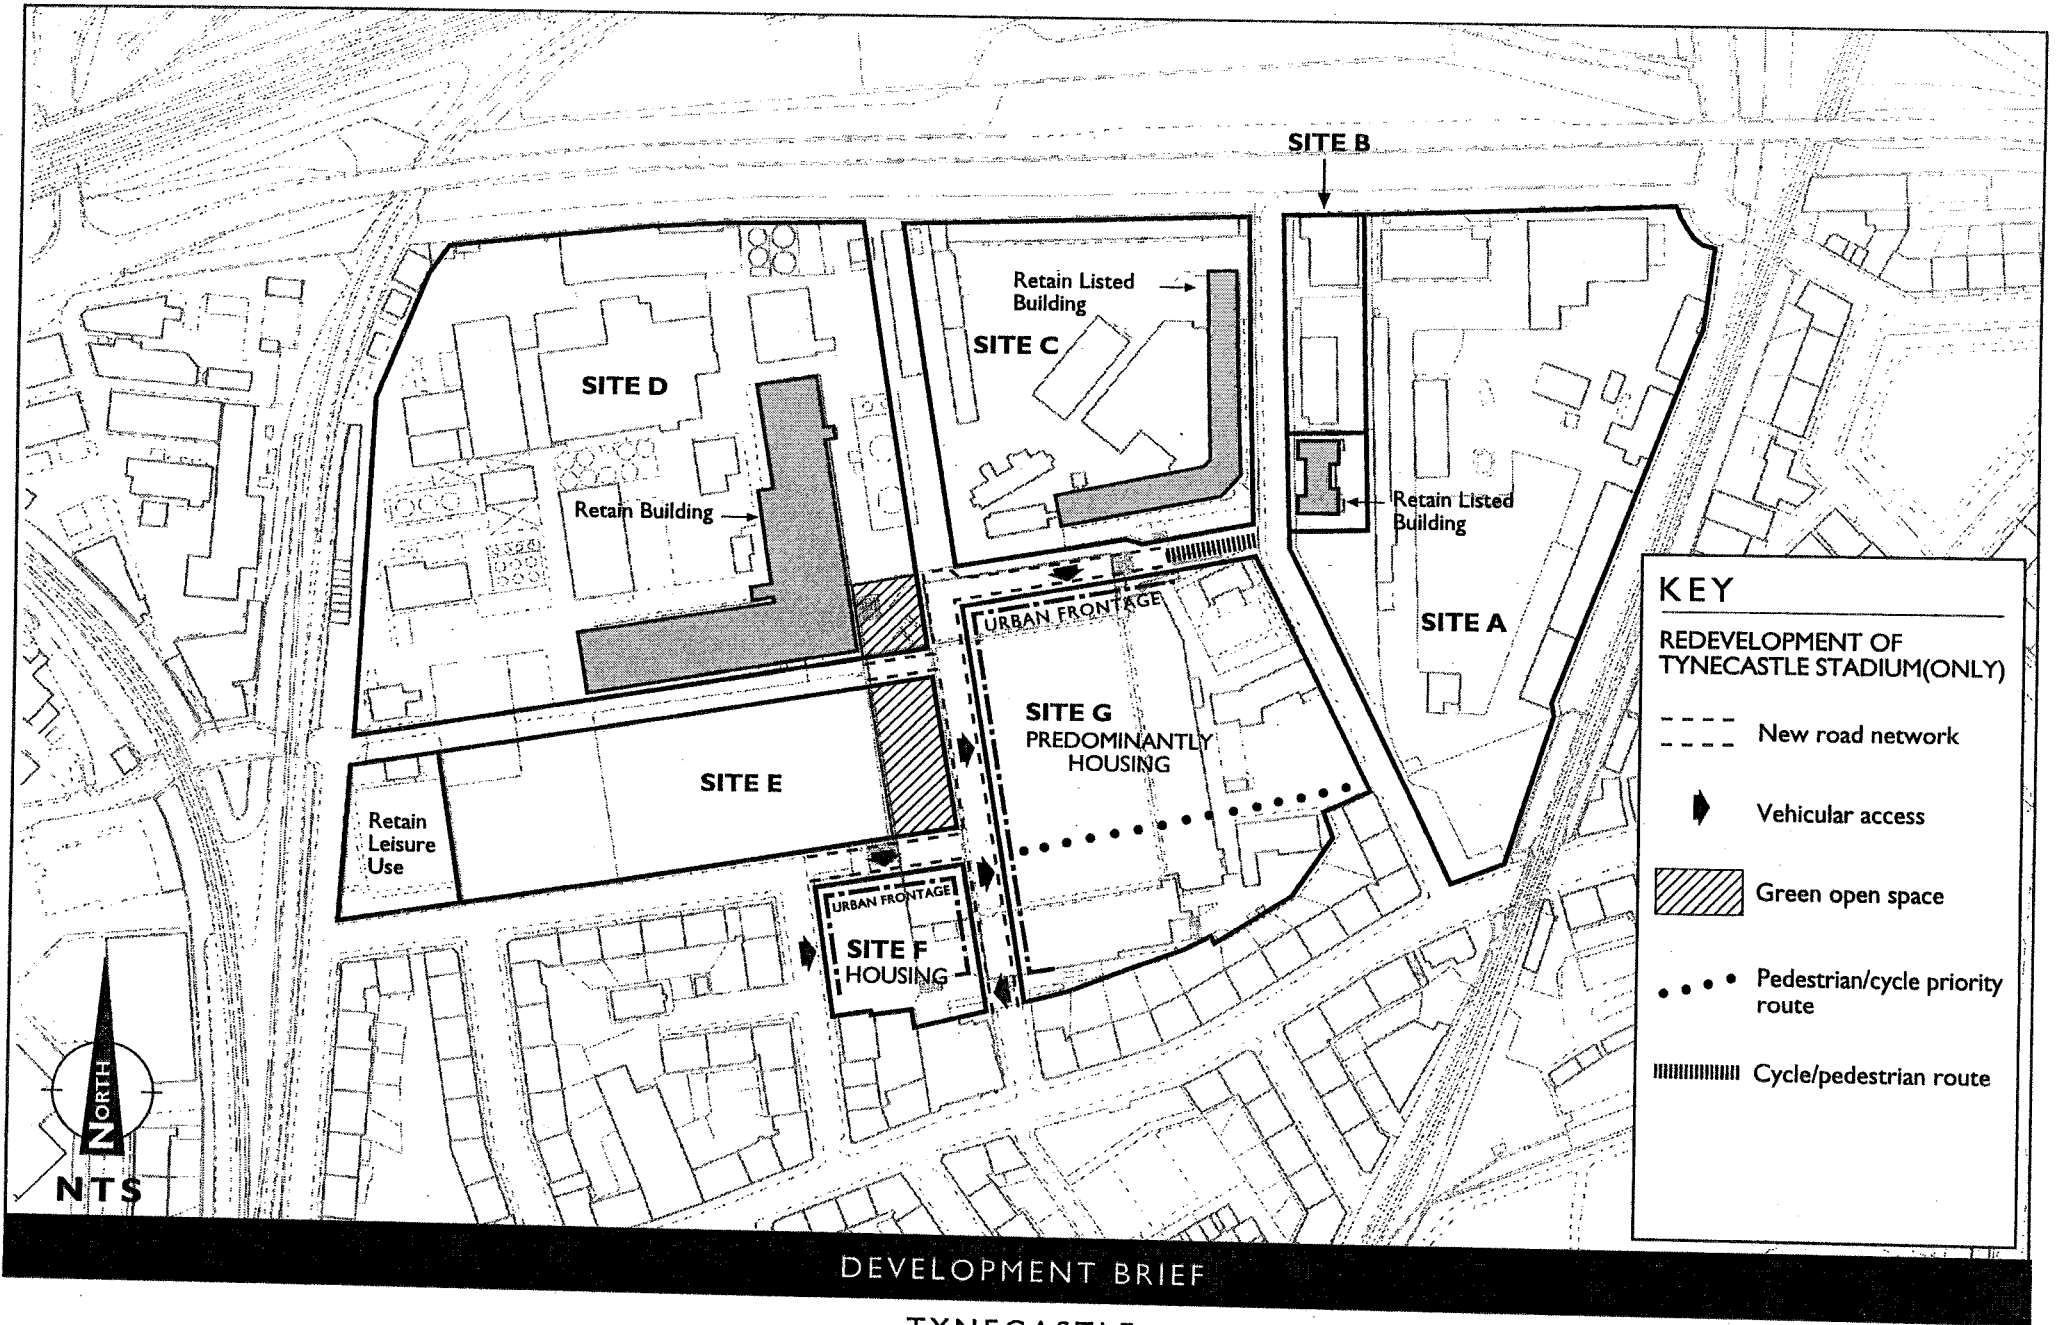 SITE B
Retain Listed
Building
SITE C
SITE D
Retain Building
Retain Listed
Building
URBAN FRONTAGE
SITE A
SITE G
PREDOMINANTLY
HOUSING
SITE E
Retain
Leisure
Use
URBAN FRONTAGE
SITE F
HOUSING
KEY
REDEVELOPMENT OF
TYNECASTLE STADIUM(ONLY)
New road network
Vehicular access
Green open space
Pedestrian/cycle priority
route
Cycle/pedestrian route
NORTH
NTS
DEVELOPMENT BRIEF
TYNECASTLE